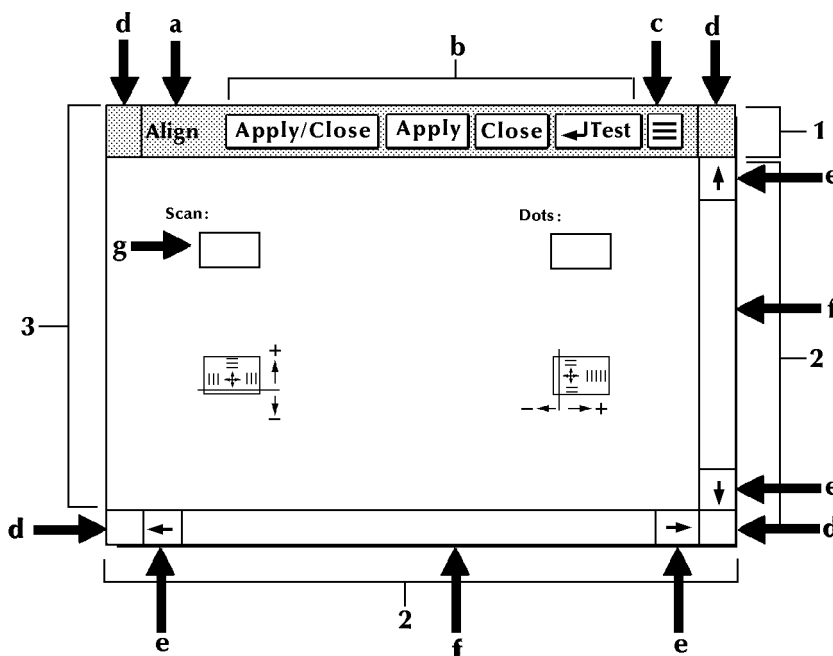 d a b c d
Align Apply/Close Apply Close ↵Test
1
e
Scan: Dots:
g
f
3
2
+
−
− +
e
d d
e f e
2